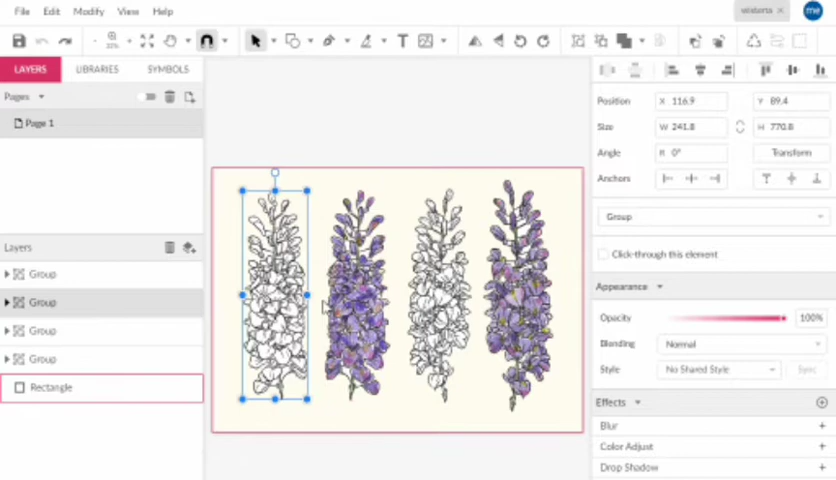 File Edit Modify View Help
wisteria ×
me
LAYERS LIBRARIES SYMBOLS
Pages
Page 1
Layers
Group
Group
Group
Group
Rectangle
Position X 116.9 Y 89.4
Size W 241.8 H 770.8
Angle R 0° Transform
Anchors
Group
Click-through this element
Appearance
Opacity 100%
Blending Normal
Style No Shared Style Sync
Effects
Blur +
Color Adjust +
Drop Shadow +